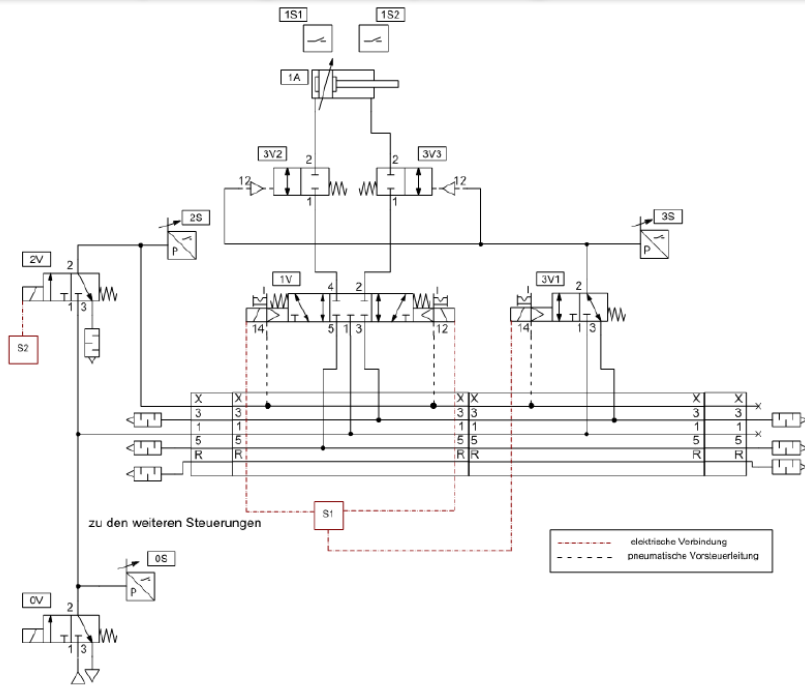 1S1 1S2
1A
3V2 2 2 3V3
12 12
1 1
2S 3S
P P
2V 2 1V 4 2 3V1 2
1 3 14 5 1 3 12 14 1 3
S2
X X X X X
3 3 3 3 3
1 1 1 1 1
5 5 5 5 5
R R R R R
S1
zu den weiteren Steuerungen
elektrische Verbindung
pneumatische Vorsteuerleitung
0S
P
0V 2
1 3